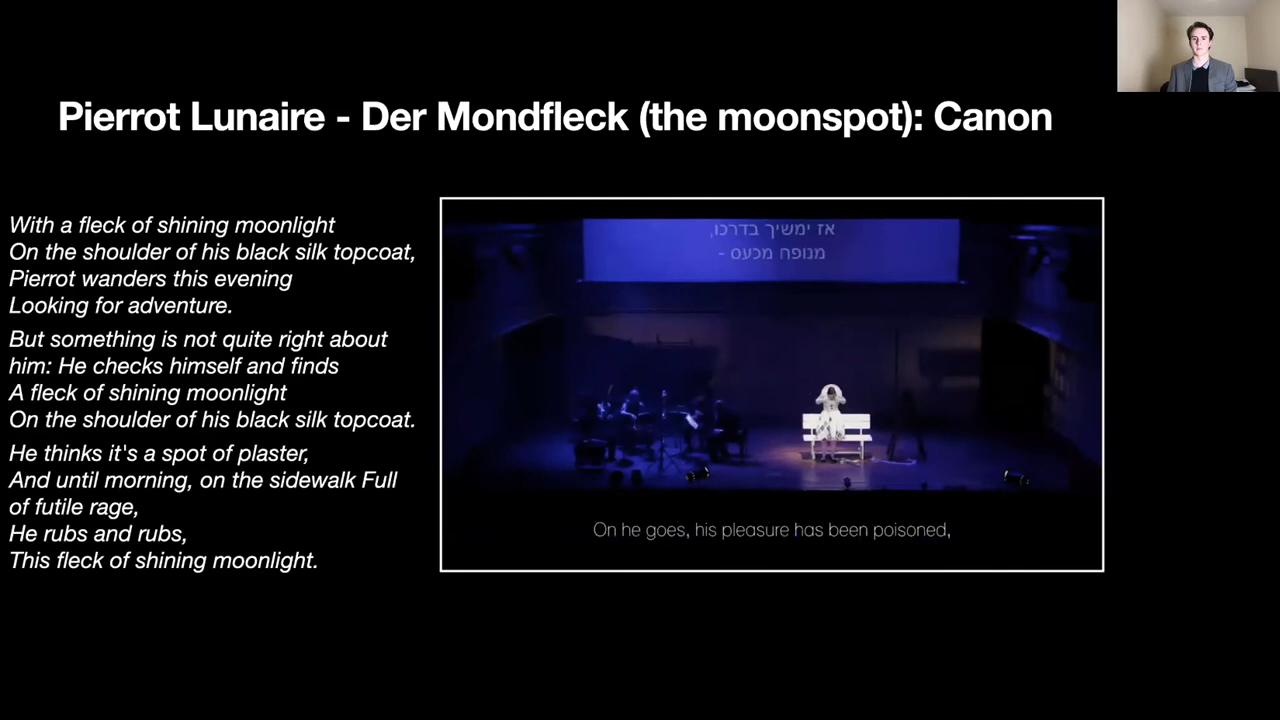 Pierrot Lunaire - Der Mondfleck (the moonspot): Canon
With a fleck of shining moonlight
On the shoulder of his black silk topcoat,
Pierrot wanders this evening
Looking for adventure.
But something is not quite right about
him: He checks himself and finds
A fleck of shining moonlight
On the shoulder of his black silk topcoat.
He thinks it's a spot of plaster,
And until morning, on the sidewalk Full
of futile rage,
He rubs and rubs,
This fleck of shining moonlight.
אז ימשיך בדרכו,
מנופח מכעס -
On he goes, his pleasure has been poisoned,